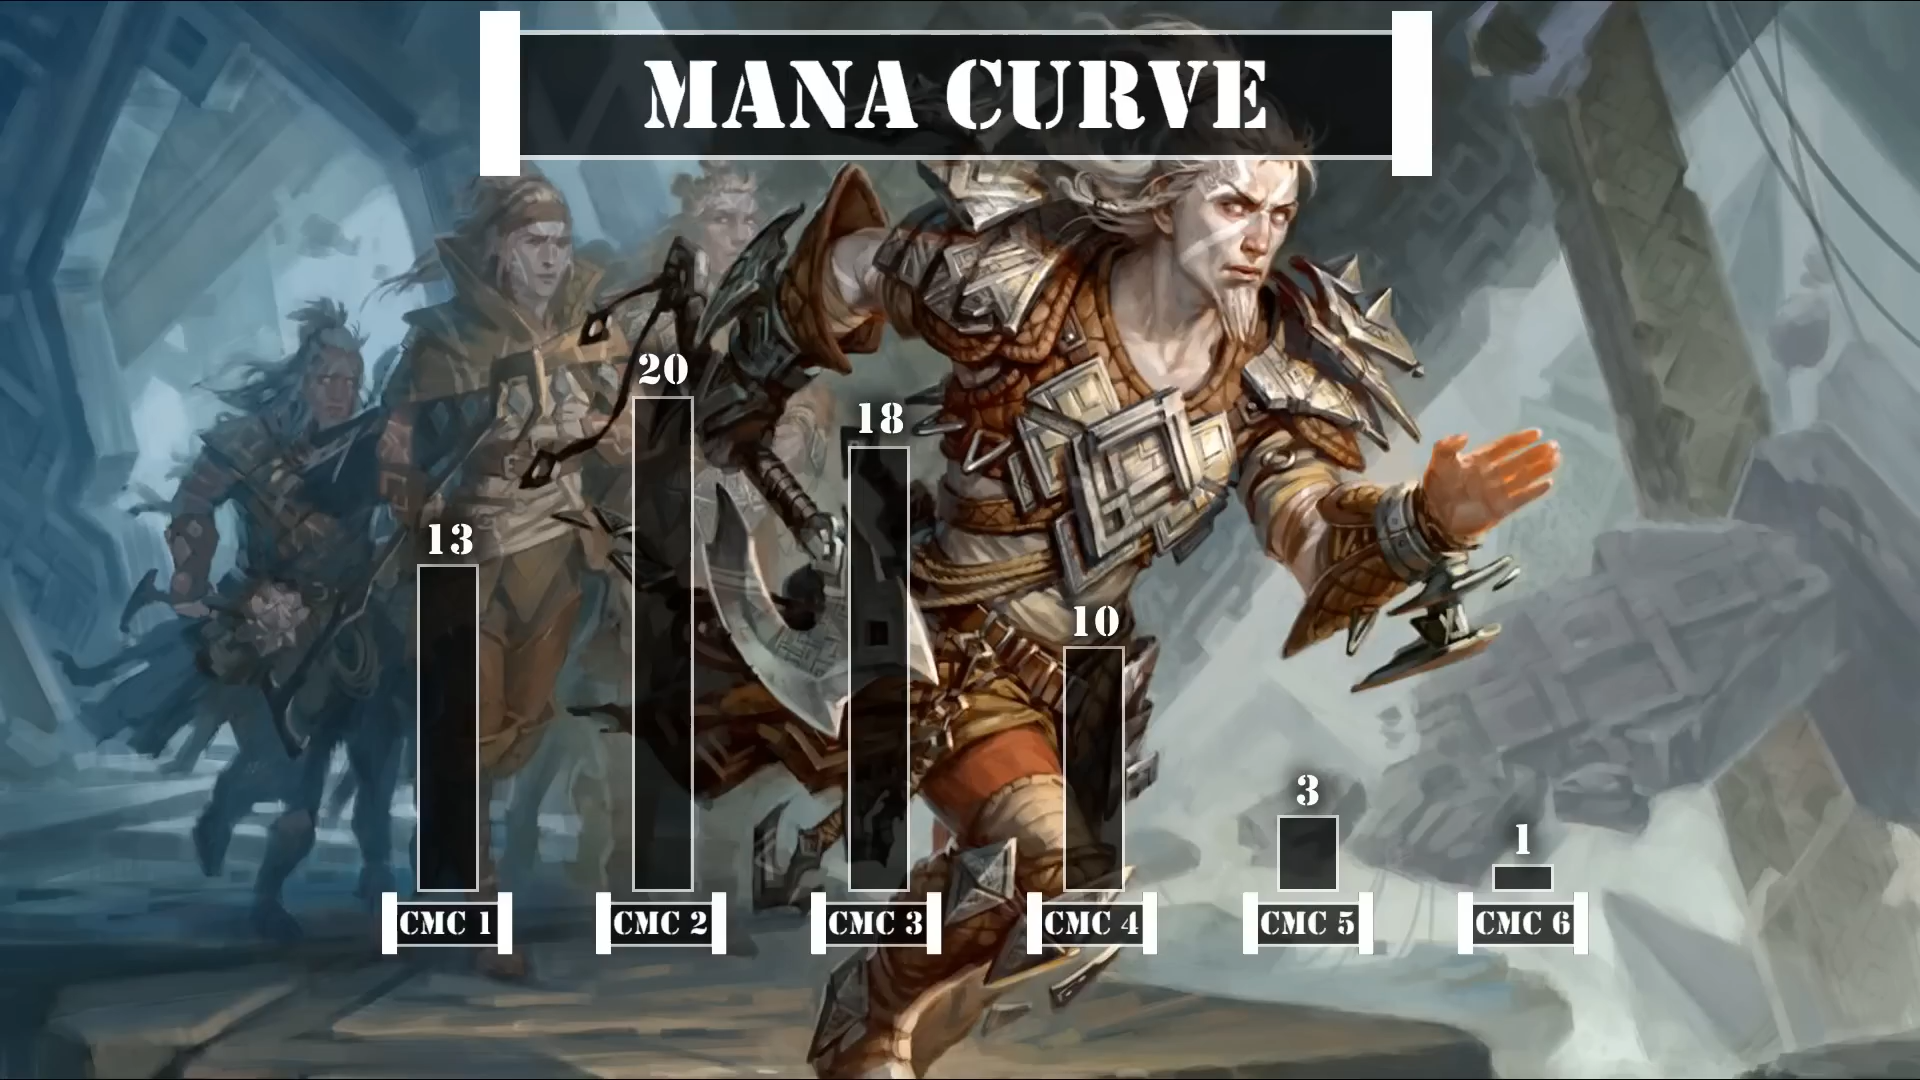 MANA CURVE
20
18
13
10
3
1
CMC 1
CMC 2
CMC 3
CMC 4
CMC 5
CMC 6